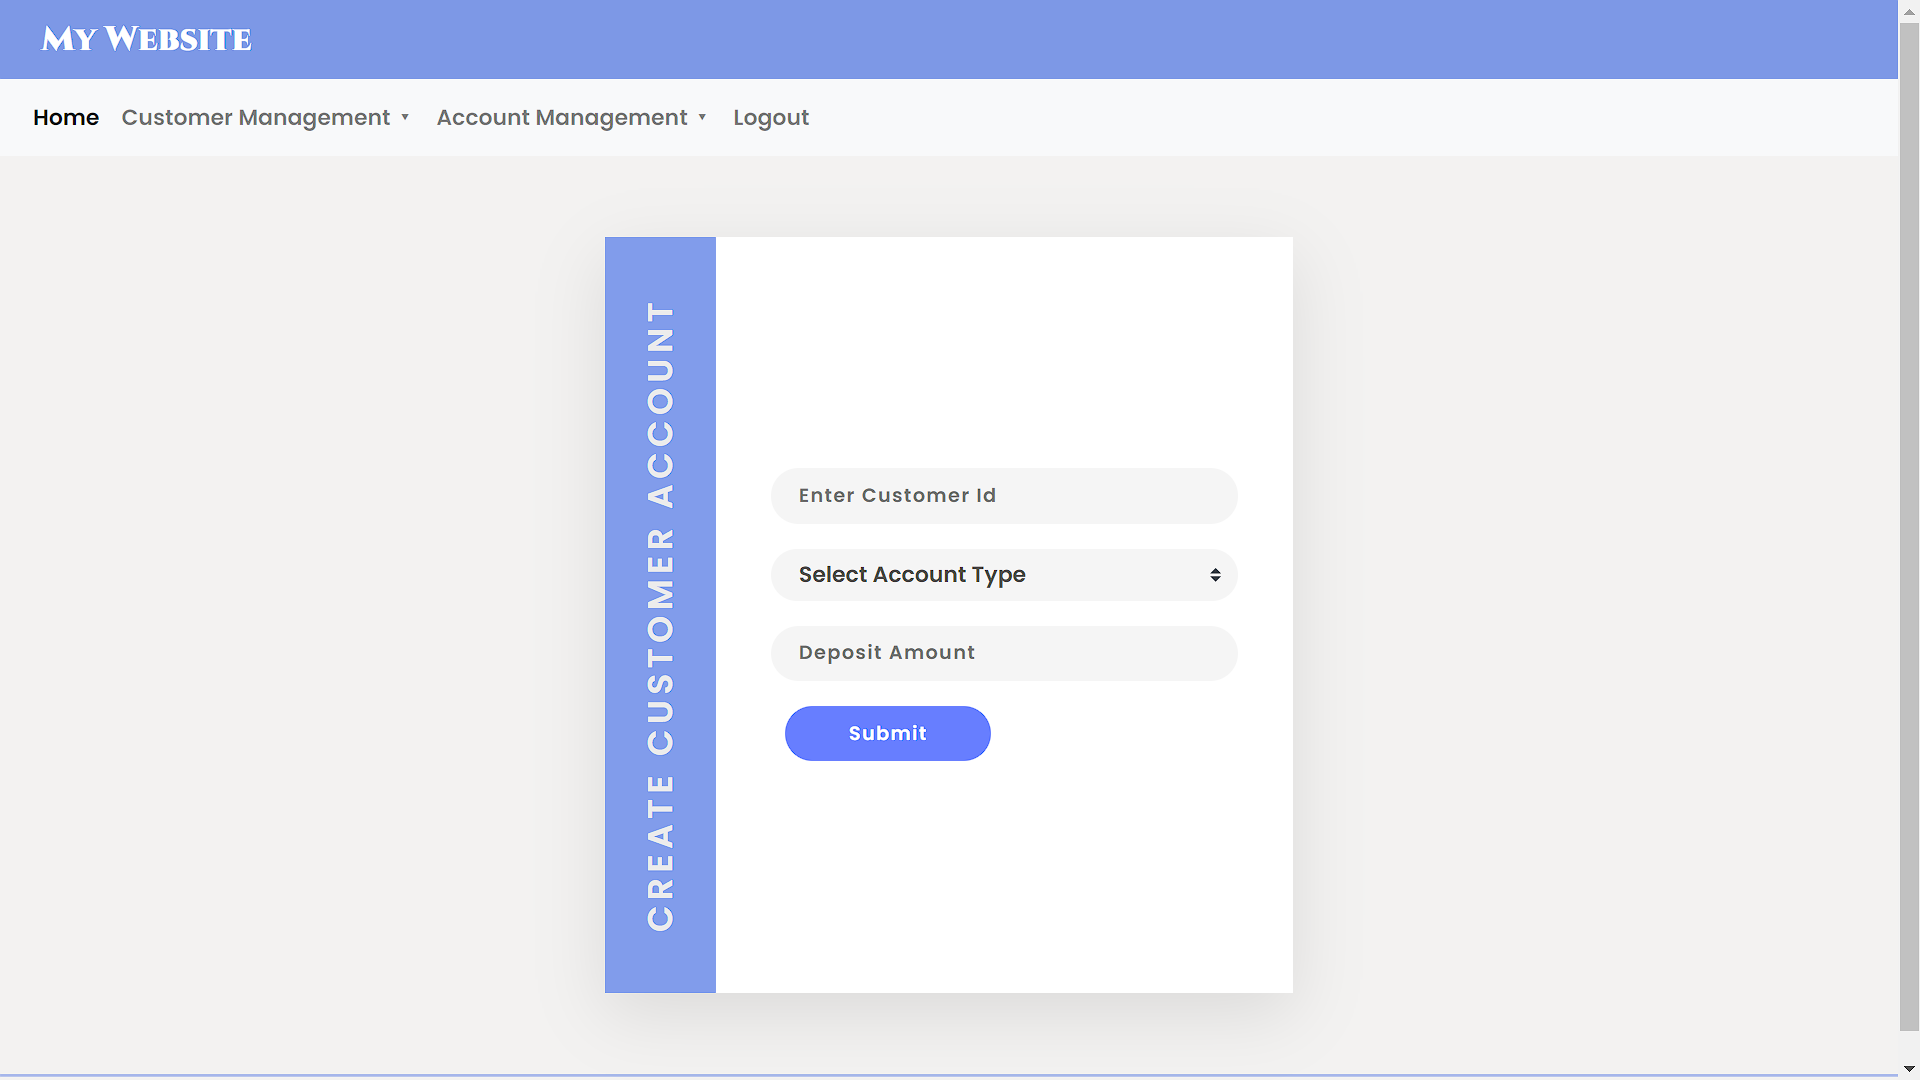 My Website
Home Customer Management Account Management Logout
CREATE CUSTOMER ACCOUNT
Enter Customer Id
Select Account Type
Deposit Amount
Submit